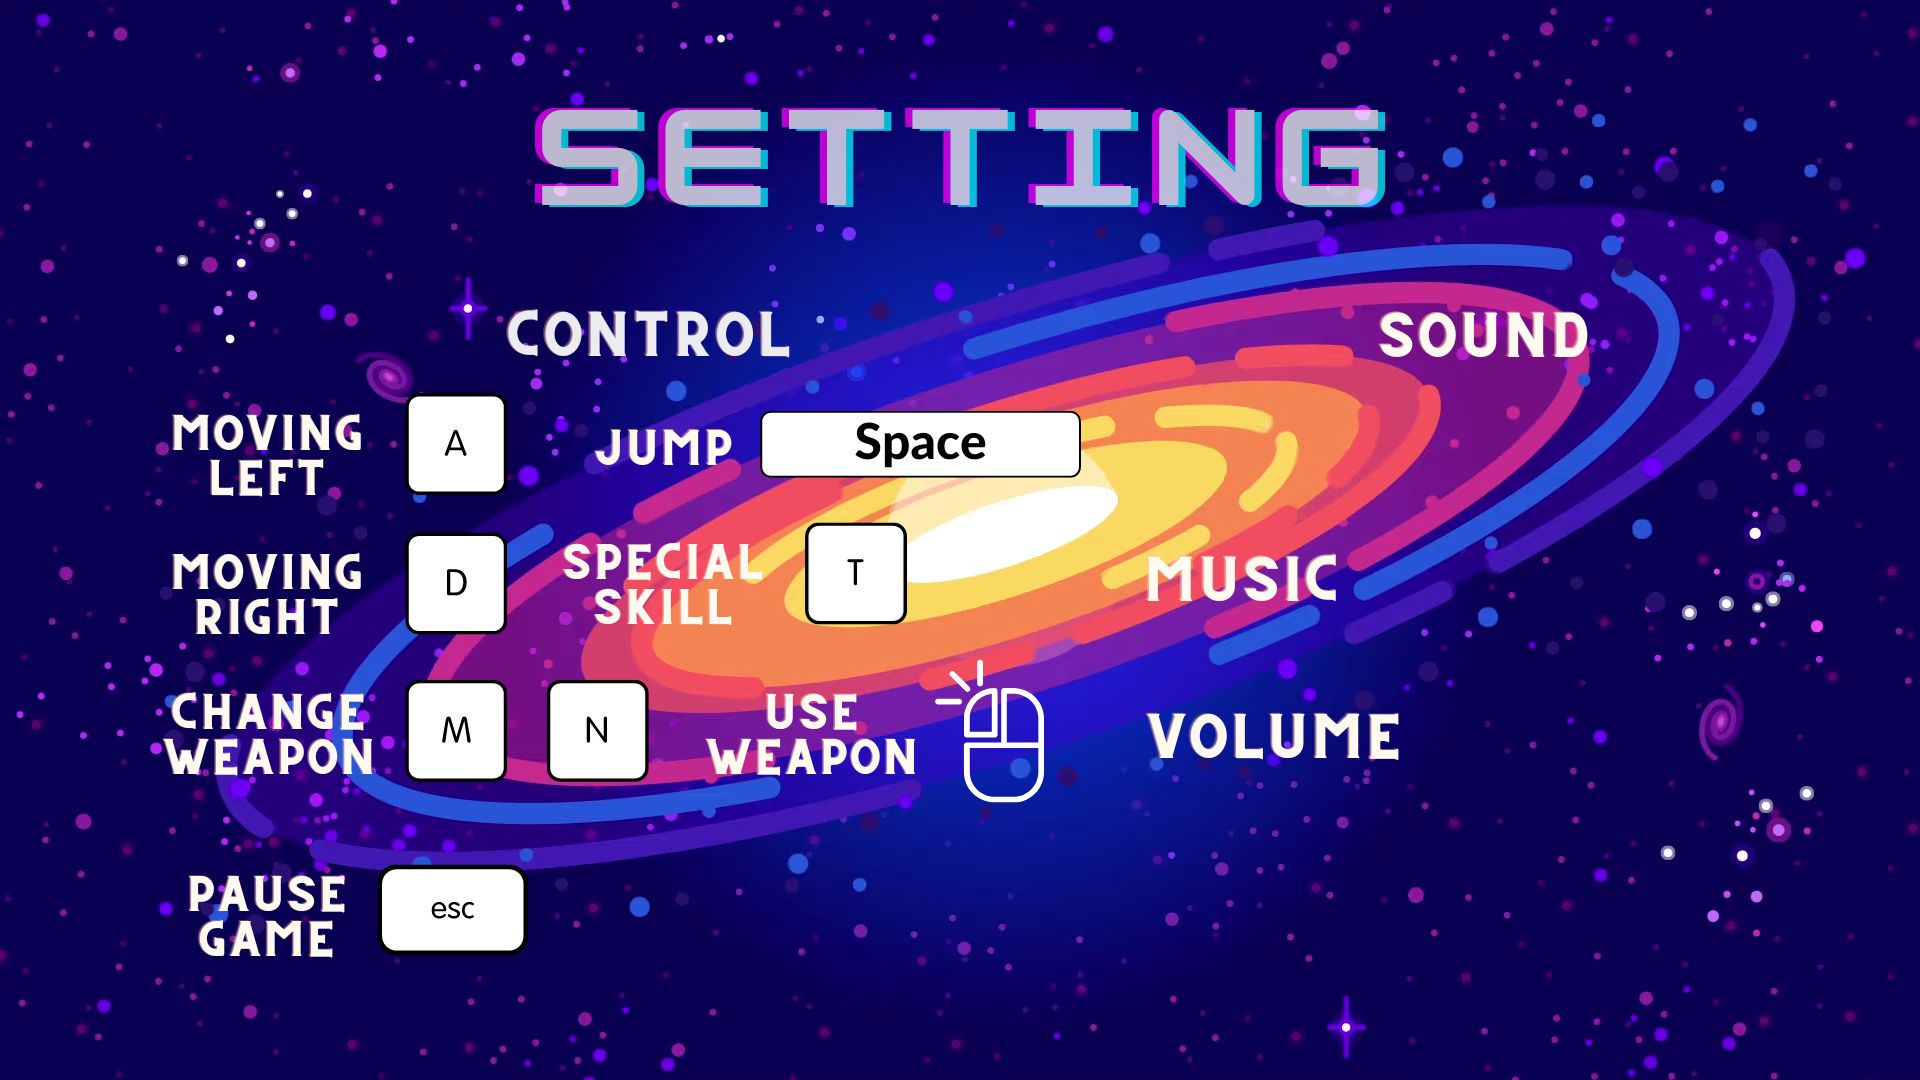 SETTING
CONTROL
MOVING
LEFT
A
JUMP
Space
MOVING
RIGHT
D
SPECIAL
SKILL
T
CHANGE
WEAPON
M
N
USE
WEAPON
PAUSE
GAME
esc
SOUND
MUSIC
VOLUME